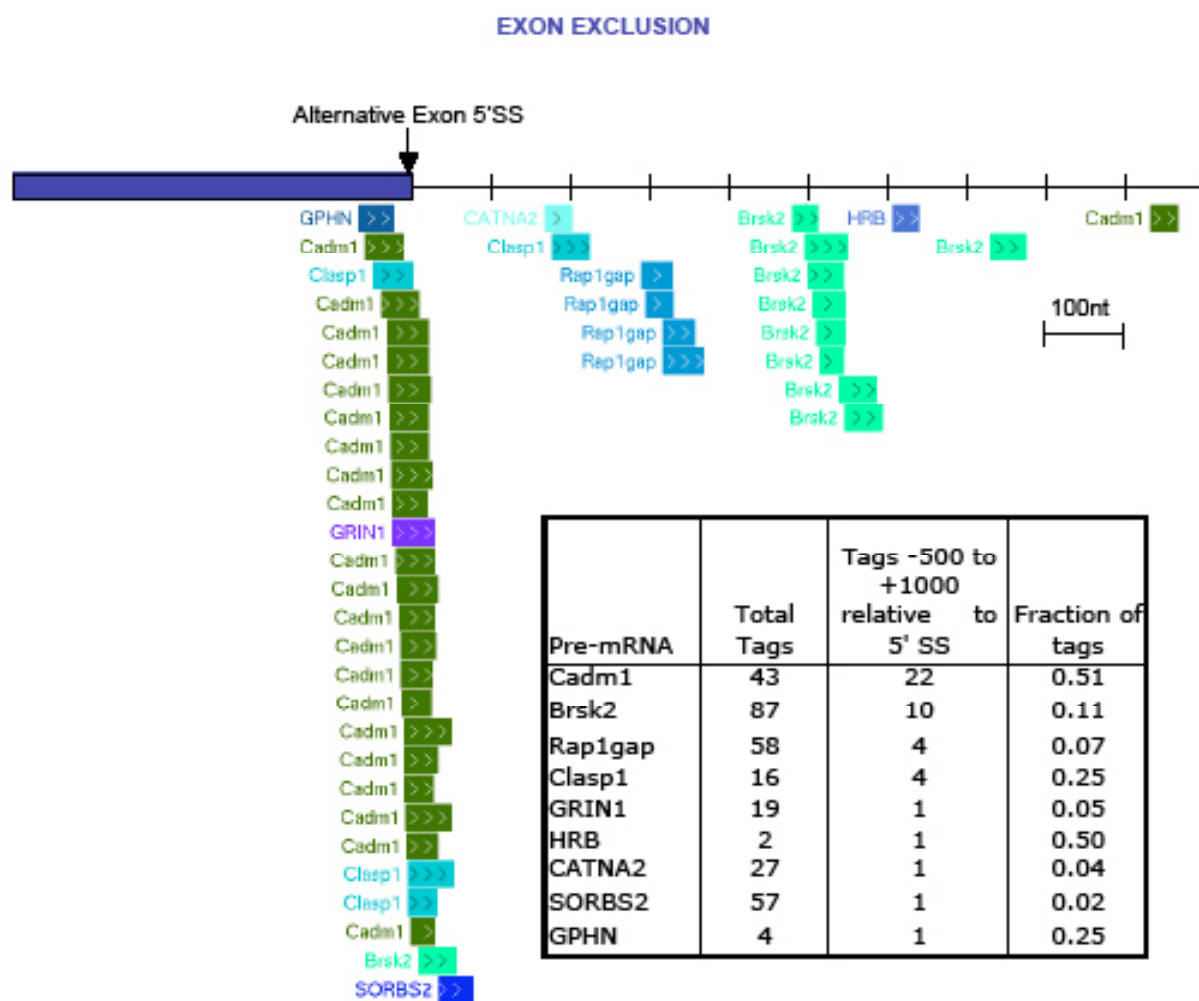 EXON EXCLUSION
Alternative Exon 5'SS
GPHN CATNA2 Brsk2 HRB Cadm1
Cadm1 Clasp1 Brsk2 Brsk2
Clasp1 Rap1gap Brsk2
Cadm1 Rap1gap Brsk2 100nt
Cadm1 Rap1gap Brsk2
Cadm1 Rap1gap Brsk2
Cadm1 Brsk2
Cadm1 Brsk2
Cadm1
Cadm1
Cadm1
GRIN1
Cadm1
Cadm1
Cadm1
Cadm1
Cadm1
Cadm1
Cadm1
Cadm1
Cadm1
Cadm1
Cadm1
Clasp1
Clasp1
Cadm1
Brsk2
SORBS2
Tags -500 to
+1000
Total relative to Fraction of
Pre-mRNA Tags 5' SS tags
Cadm1 43 22 0.51
Brsk2 87 10 0.11
Rap1gap 58 4 0.07
Clasp1 16 4 0.25
GRIN1 19 1 0.05
HRB 2 1 0.50
CATNA2 27 1 0.04
SORBS2 57 1 0.02
GPHN 4 1 0.25